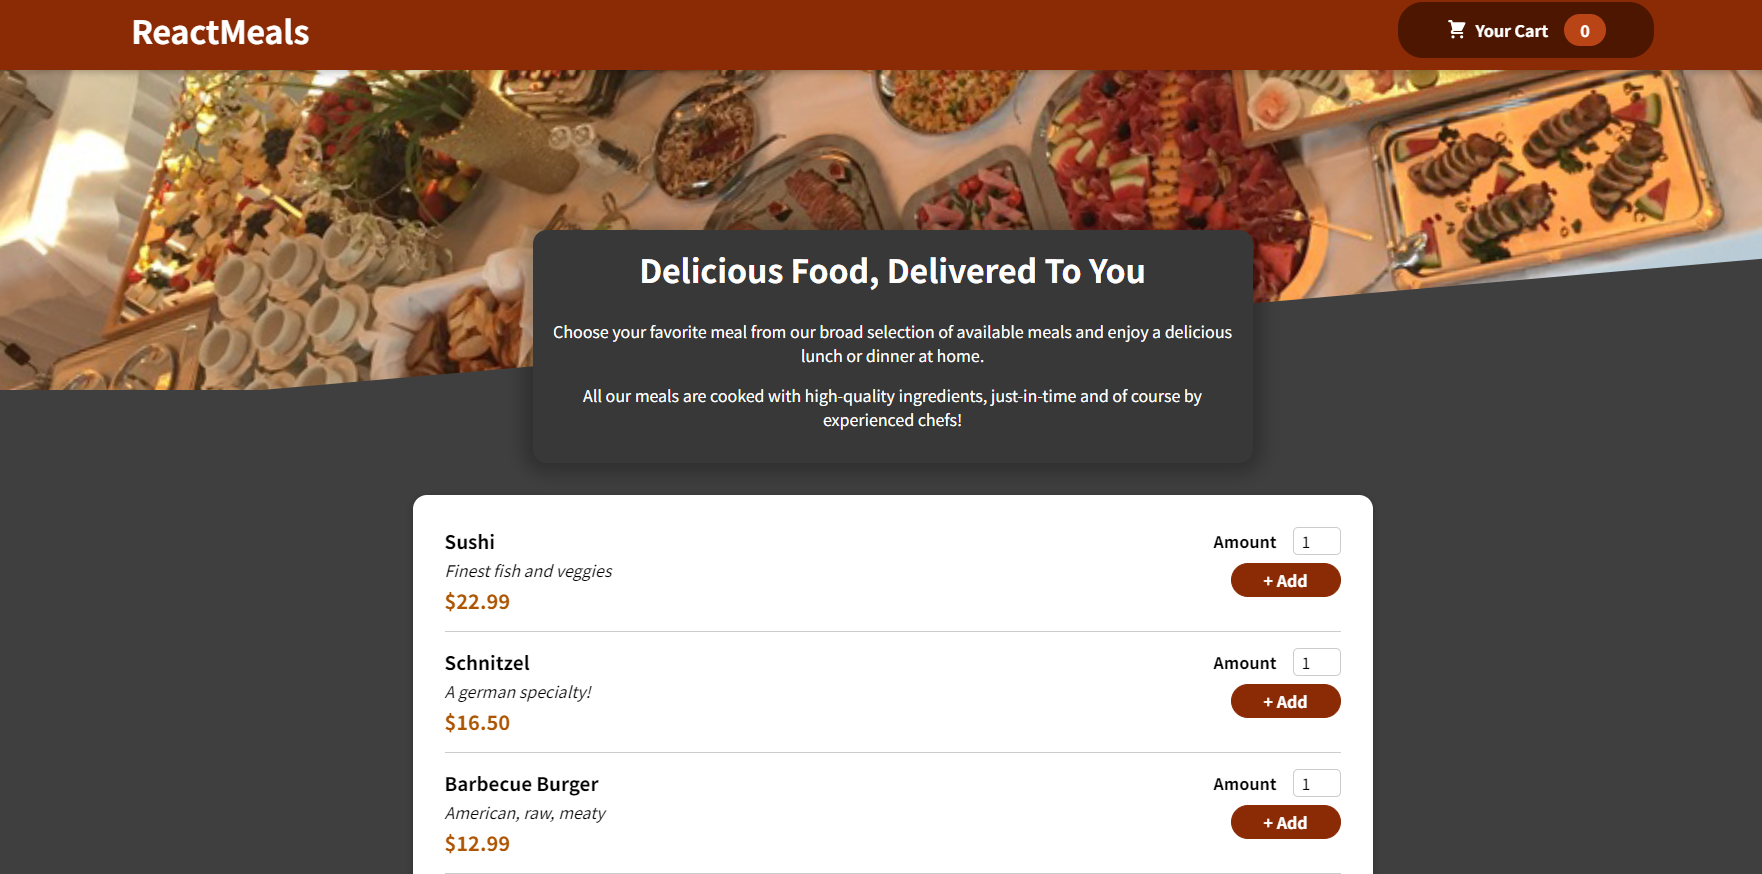 ReactMeals
Your Cart 0
Delicious Food, Delivered To You
Choose your favorite meal from our broad selection of available meals and enjoy a delicious
lunch or dinner at home.
All our meals are cooked with high-quality ingredients, just-in-time and of course by
experienced chefs!
Sushi
Finest fish and veggies
$22.99
Amount 1
+ Add
Schnitzel
A german specialty!
$16.50
Amount 1
+ Add
Barbecue Burger
American, raw, meaty
$12.99
Amount 1
+ Add